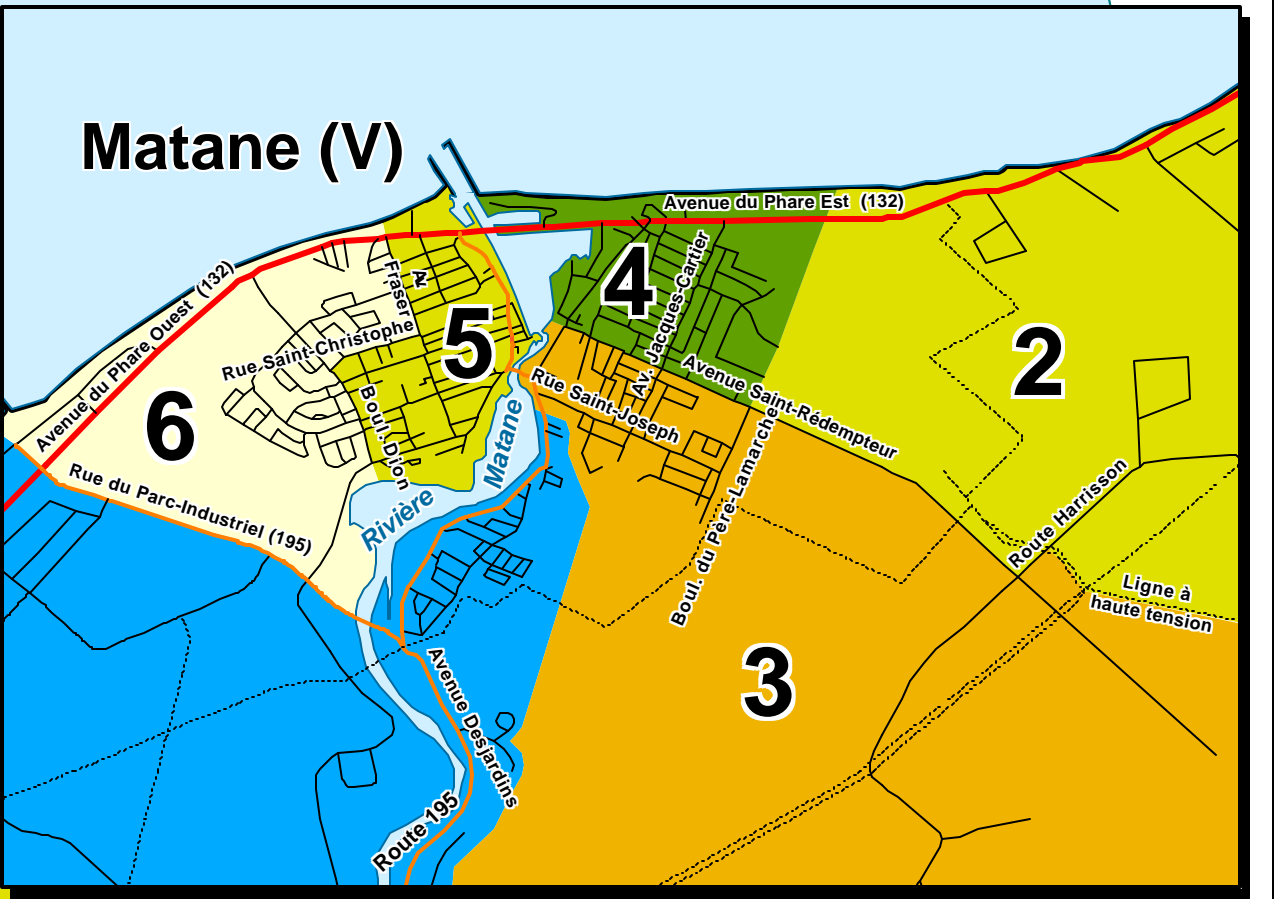 Matane (V)
Avenue du Phare Est (132)
Avenue du Phare Ouest (132)
Av.
Fraser
4
Av. Jacques-Cartier
5
2
Rue Saint-Christophe
Avenue Saint-Rédempteur
Rue Saint-Joseph
6
Boul. Dion
Rivière Matane
Boul. du Père-Lamarche
Rue du Parc-Industriel (195)
Route Harrisson
Ligne à
haute tension
3
Avenue Desjardins
Route 195